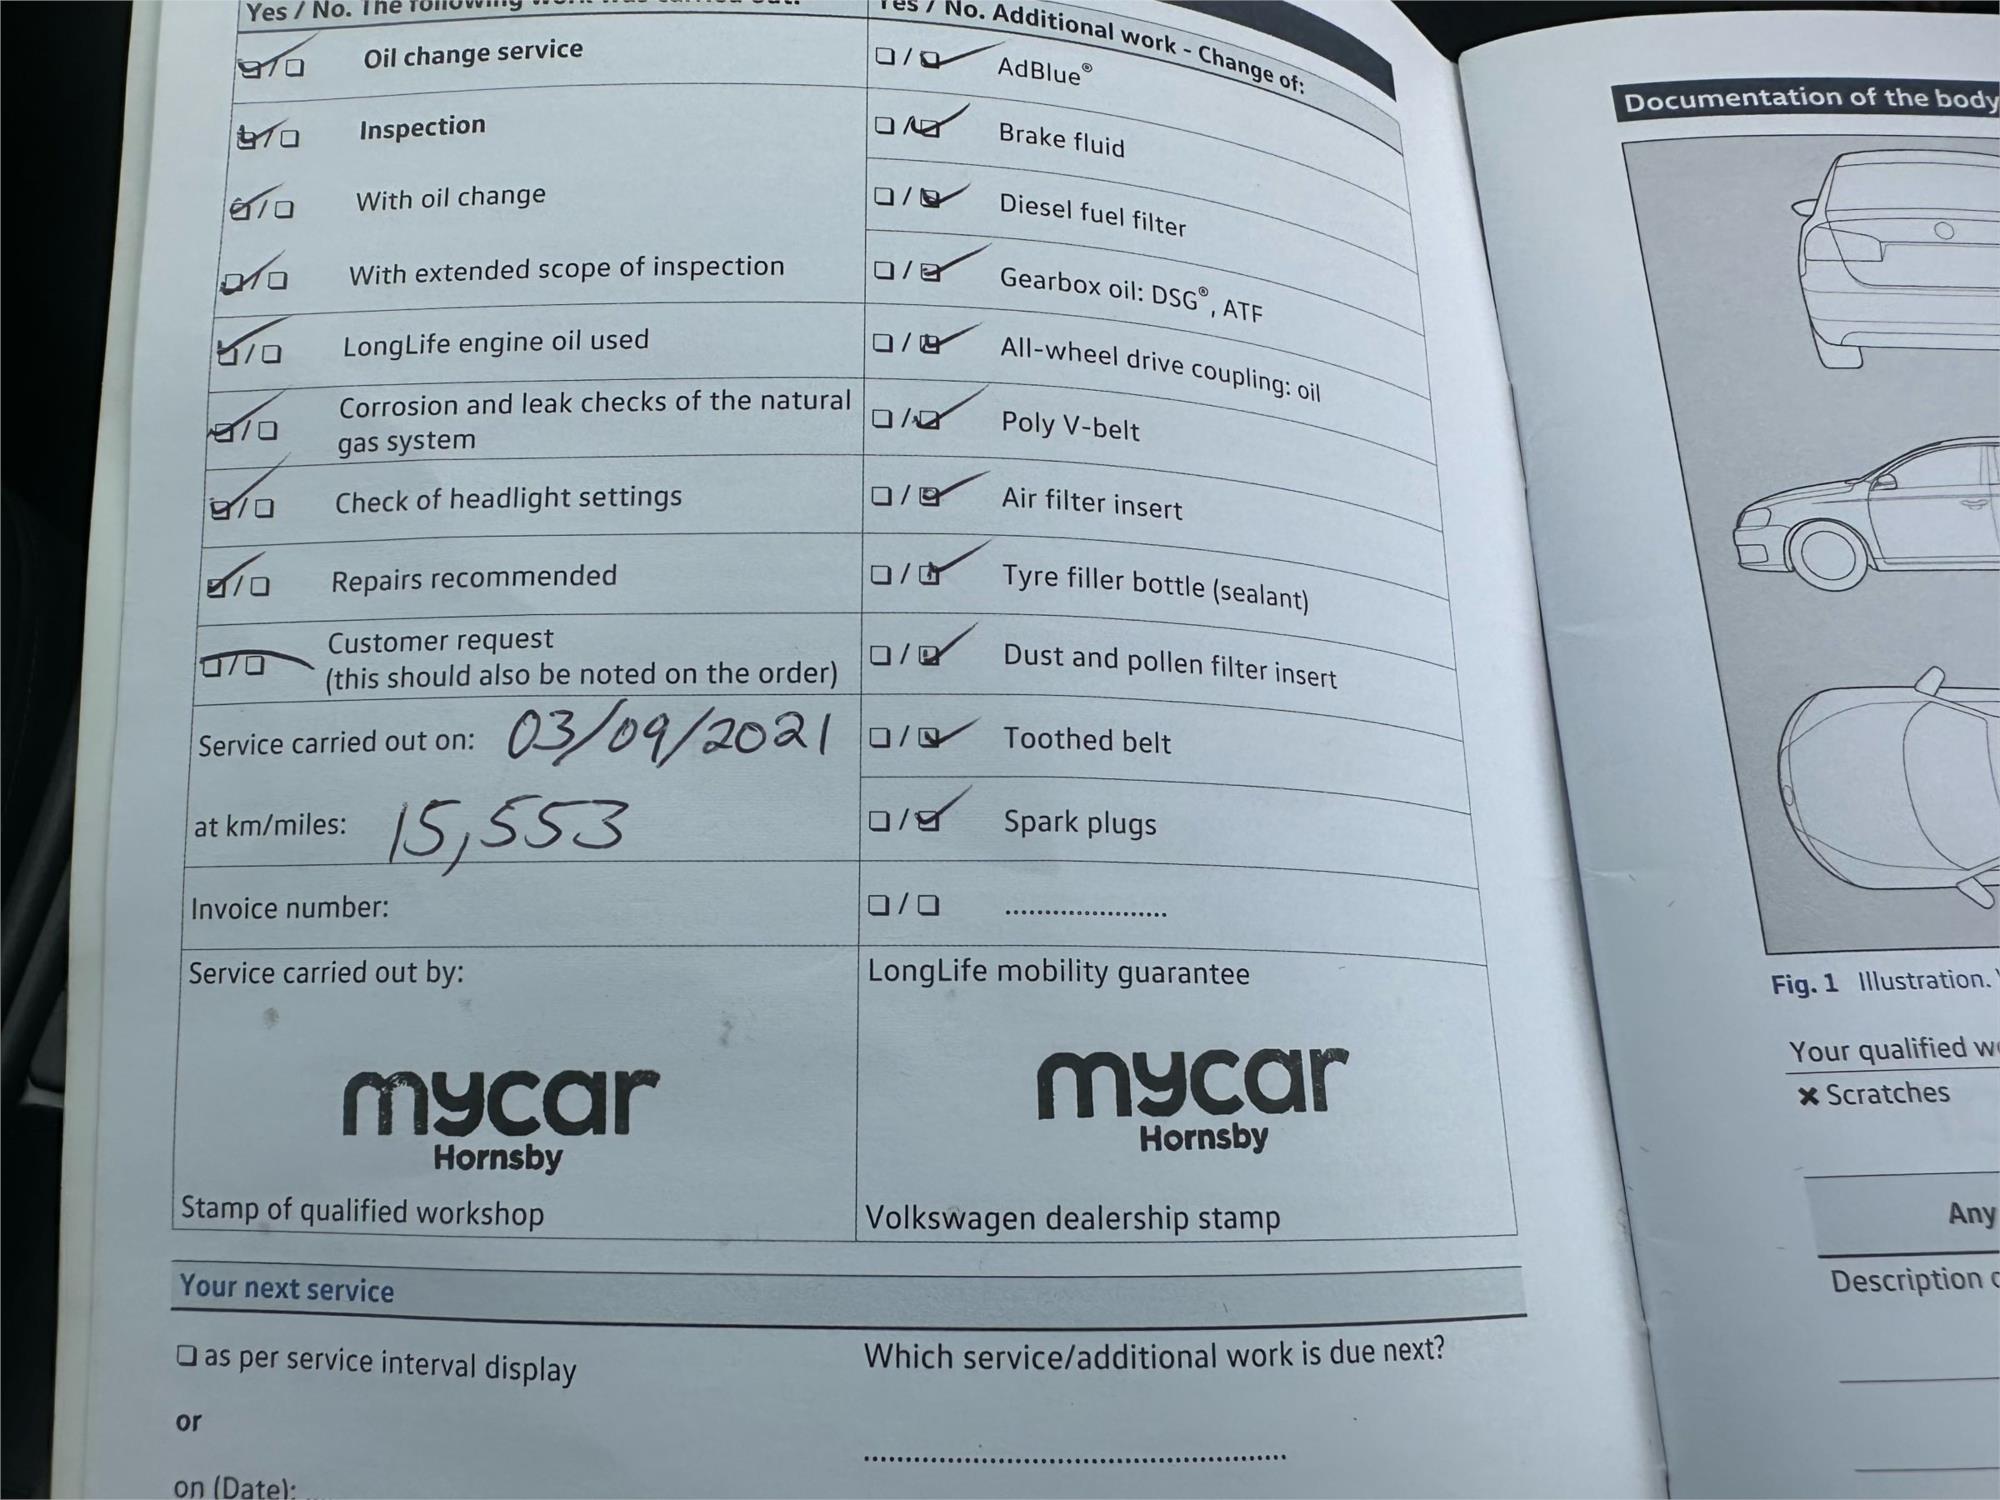 Yes / No. The following
Yes / No. Additional work - Change of:
Oil change service
Inspection
With oil change
With extended scope of inspection
LongLife engine oil used
Corrosion and leak checks of the natural
gas system
Check of headlight settings
Repairs recommended
Customer request
(this should also be noted on the order)
Service carried out on: 03/09/2021
at km/miles: 15,553
Invoice number:
Service carried out by:
mycar
Hornsby
Stamp of qualified workshop
AdBlue®
Brake fluid
Diesel fuel filter
Gearbox oil: DSG®, ATF
All-wheel drive coupling: oil
Poly V-belt
Air filter insert
Tyre filler bottle (sealant)
Dust and pollen filter insert
Toothed belt
Spark plugs
LongLife mobility guarantee
mycar
Hornsby
Volkswagen dealership stamp
Your next service
as per service interval display
or
on (Date):
Which service/additional work is due next?
Documentation of the body
Fig. 1 Illustration.
Your qualified
Scratches
Any
Description